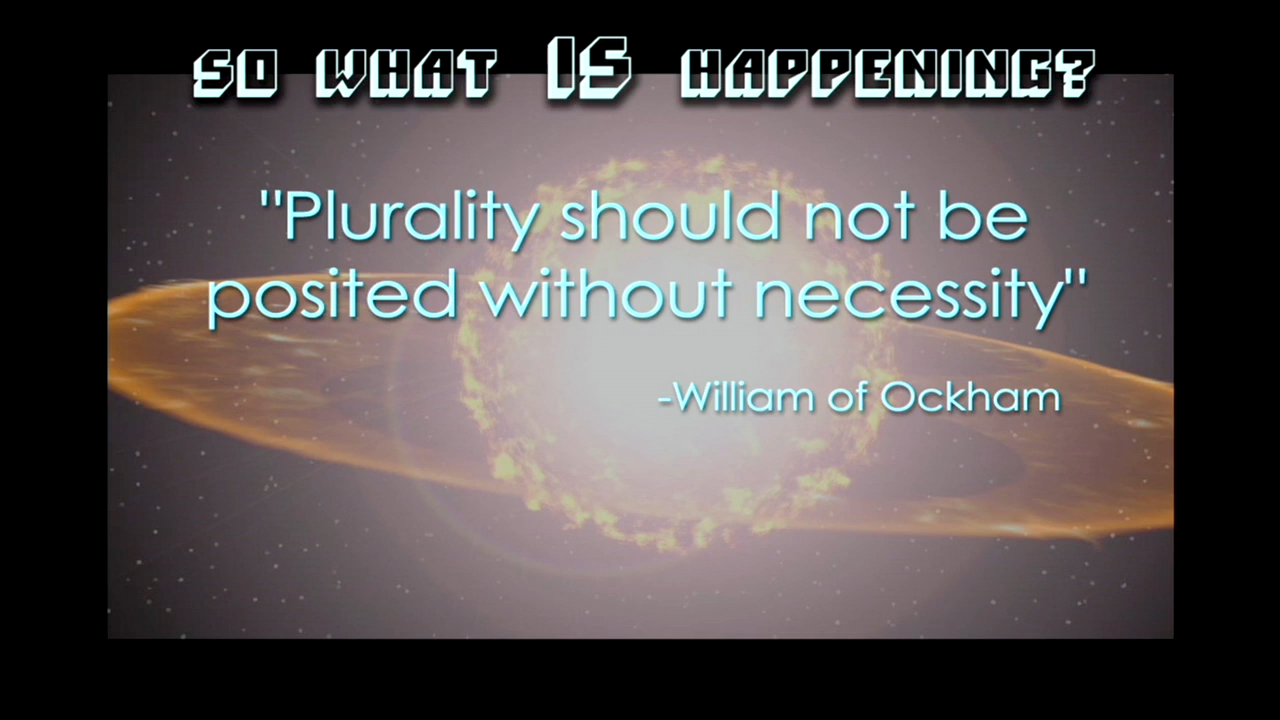 SO WHAT IS HAPPENING?
"Plurality should not be
posited without necessity"
-William of Ockham